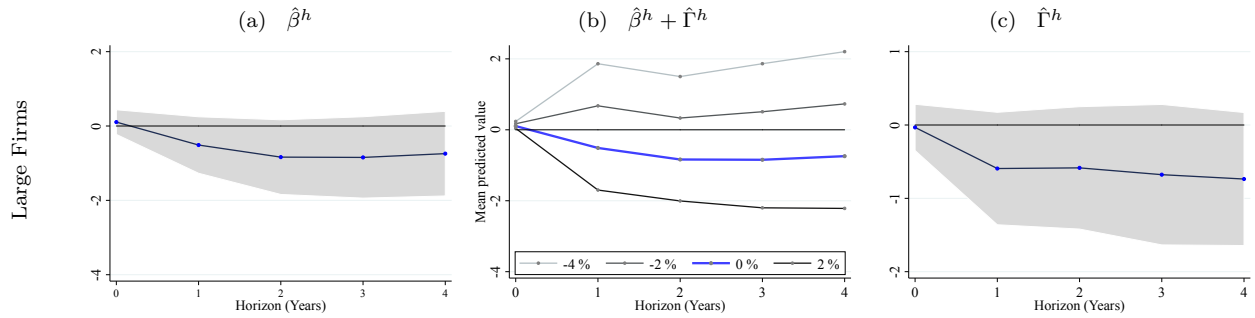 (a) β̂ʰ
(b) β̂ʰ + Γ̂ʰ
(c) Γ̂ʰ
Large Firms
2
0
-2
-4
0 1 2 3 4
Horizon (Years)
Mean predicted value
2
0
-2
-4
-4 % -2 % 0 % 2 %
0 1 2 3 4
Horizon (Years)
1
0
-1
-2
0 1 2 3 4
Horizon (Years)